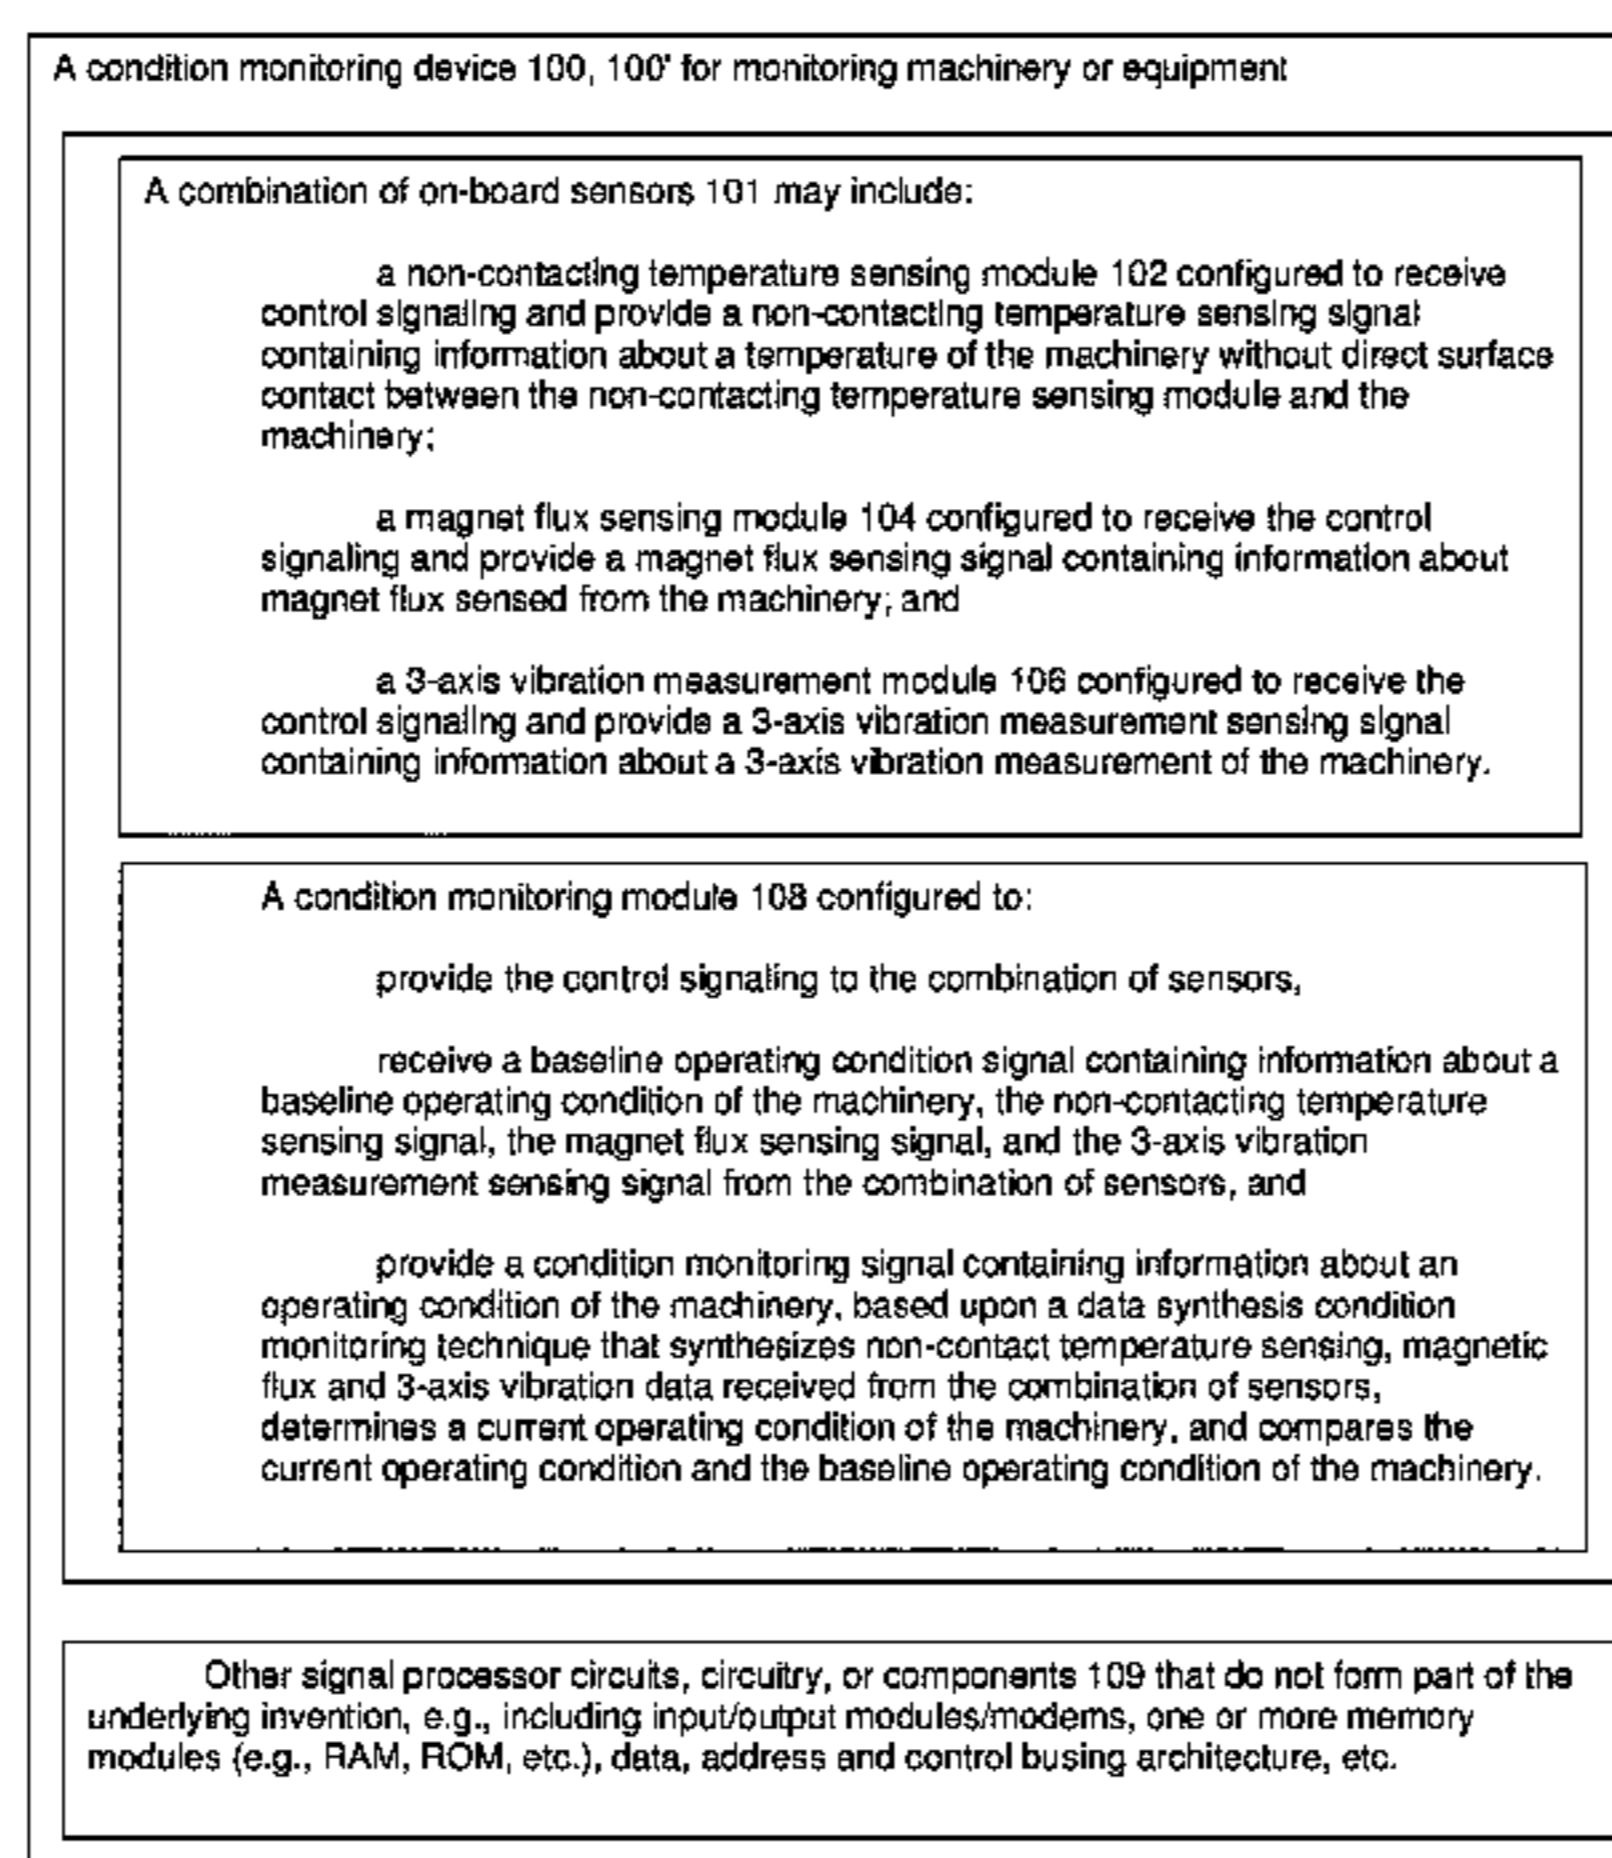 A condition monitoring device 100, 100' for monitoring machinery or equipment
A combination of on-board sensors 101 may include:
a non-contacting temperature sensing module 102 configured to receive
control signaling and provide a non-contacting temperature sensing signal
containing information about a temperature of the machinery without direct surface
contact between the non-contacting temperature sensing module and the
machinery;
a magnet flux sensing module 104 configured to receive the control
signaling and provide a magnet flux sensing signal containing information about
magnet flux sensed from the machinery; and
a 3-axis vibration measurement module 106 configured to receive the
control signaling and provide a 3-axis vibration measurement sensing signal
containing information about a 3-axis vibration measurement of the machinery.
A condition monitoring module 108 configured to:
provide the control signaling to the combination of sensors,
receive a baseline operating condition signal containing information about a
baseline operating condition of the machinery, the non-contacting temperature
sensing signal, the magnet flux sensing signal, and the 3-axis vibration
measurement sensing signal from the combination of sensors, and
provide a condition monitoring signal containing information about an
operating condition of the machinery, based upon a data synthesis condition
monitoring technique that synthesizes non-contact temperature sensing, magnetic
flux and 3-axis vibration data received from the combination of sensors,
determines a current operating condition of the machinery, and compares the
current operating condition and the baseline operating condition of the machinery.
Other signal processor circuits, circuitry, or components 109 that do not form part of the
underlying invention, e.g., including input/output modules/modems, one or more memory
modules (e.g., RAM, ROM, etc.), data, address and control busing architecture, etc.